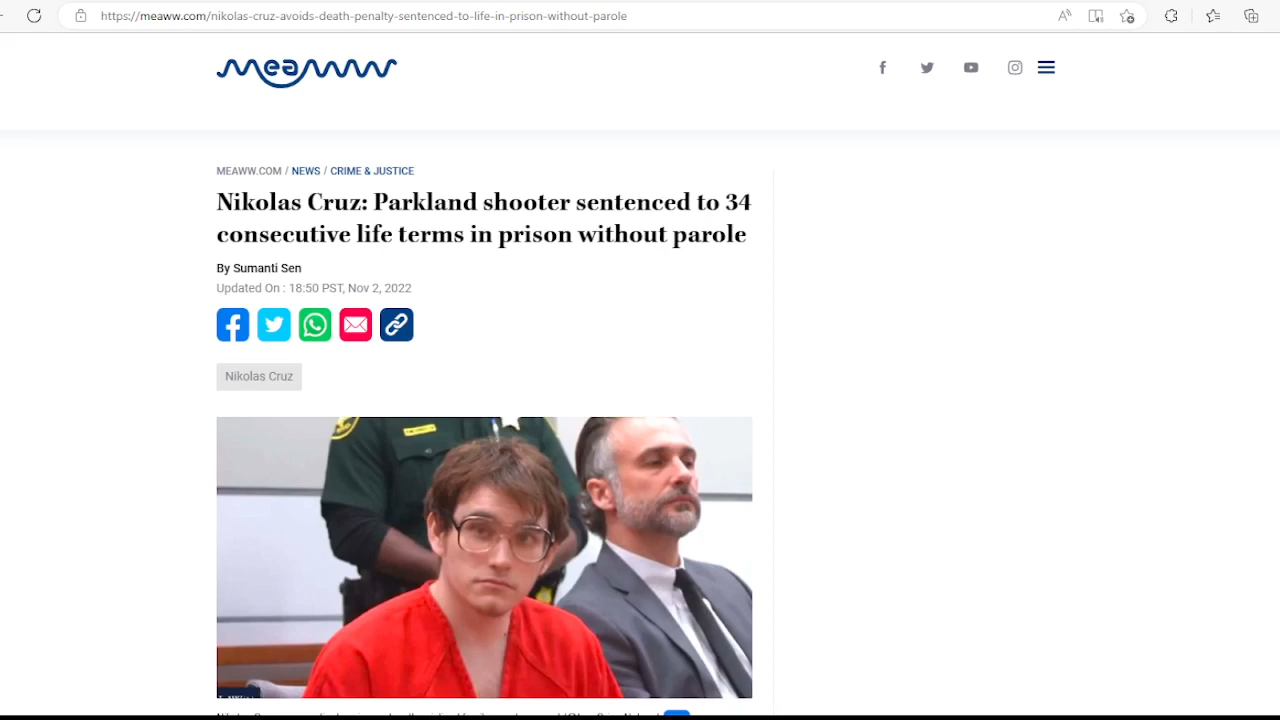 https://meaww.com/nikolas-cruz-avoids-death-penalty-sentenced-to-life-in-prison-without-parole
meaww
MEAWW.COM / NEWS / CRIME & JUSTICE
Nikolas Cruz: Parkland shooter sentenced to 34
consecutive life terms in prison without parole
By Sumanti Sen
Updated On : 18:50 PST, Nov 2, 2022
Nikolas Cruz